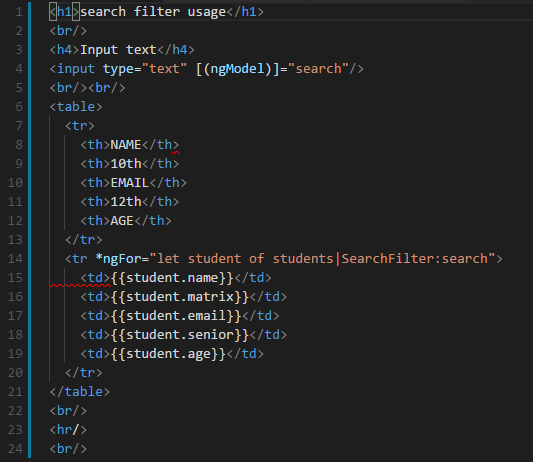 1 <h1>search filter usage</h1>
2 <br/>
3 <h4>Input text</h4>
4 <input type="text" [(ngModel)]="search"/>
5 <br/><br/>
6 <table>
7 <tr>
8 <th>NAME</th>
9 <th>10th</th>
10 <th>EMAIL</th>
11 <th>12th</th>
12 <th>AGE</th>
13 </tr>
14 <tr *ngFor="let student of students|SearchFilter:search">
15 <td>{{student.name}}</td>
16 <td>{{student.matrix}}</td>
17 <td>{{student.email}}</td>
18 <td>{{student.senior}}</td>
19 <td>{{student.age}}</td>
20 </tr>
21 </table>
22 <br/>
23 <hr/>
24 <br/>